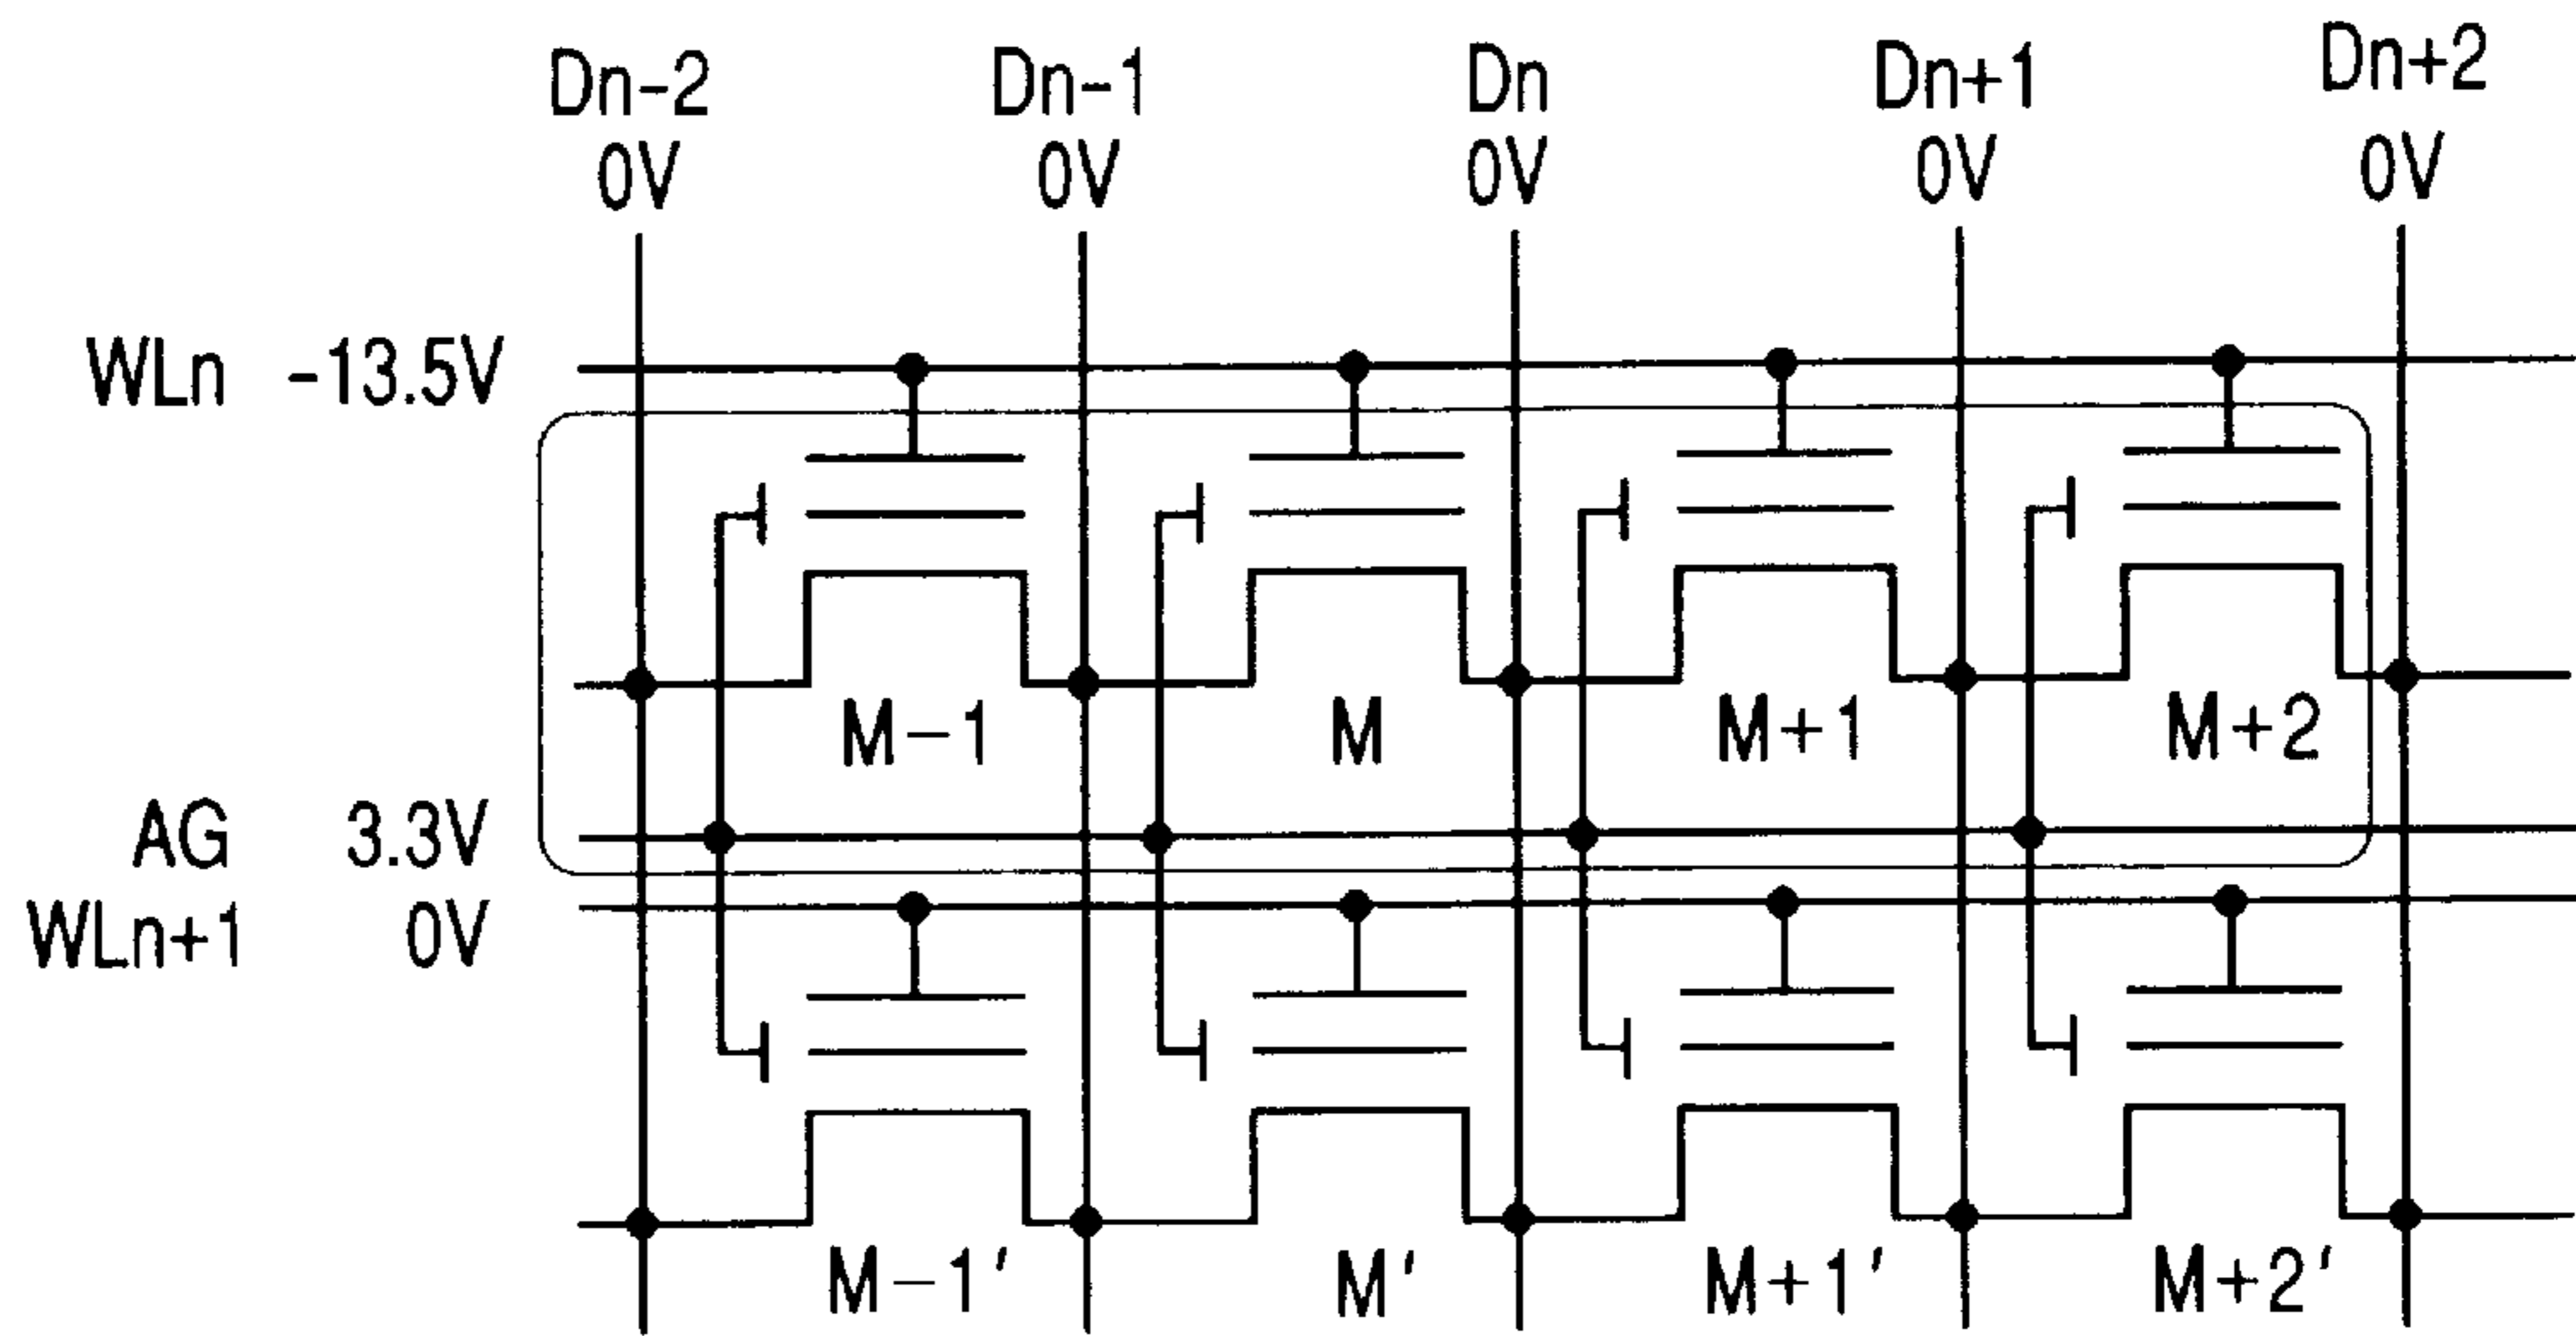 Dn-2 Dn-1 Dn Dn+1 Dn+2
0V 0V 0V 0V 0V
WLn -13.5V
M-1 M M+1 M+2
AG 3.3V
WLn+1 0V
M-1' M' M+1' M+2'